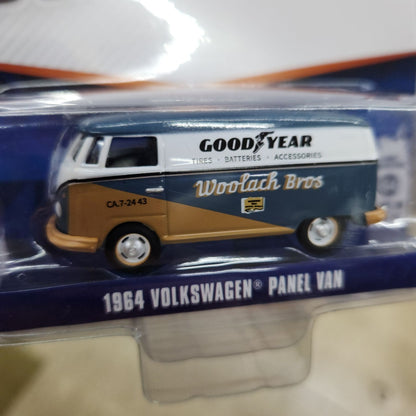 GOODYEAR
TIRES · BATTERIES · ACCESSORIES
Woolach Bros
CA.7-24 43
1964 VOLKSWAGEN® PANEL VAN